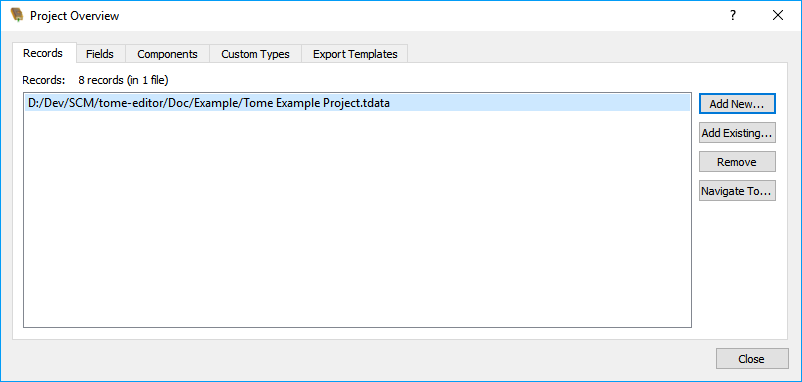 Project Overview
?
Records Fields Components Custom Types Export Templates
Records: 8 records (in 1 file)
D:/Dev/SCM/tome-editor/Doc/Example/Tome Example Project.tdata
Add New...
Add Existing...
Remove
Navigate To...
Close